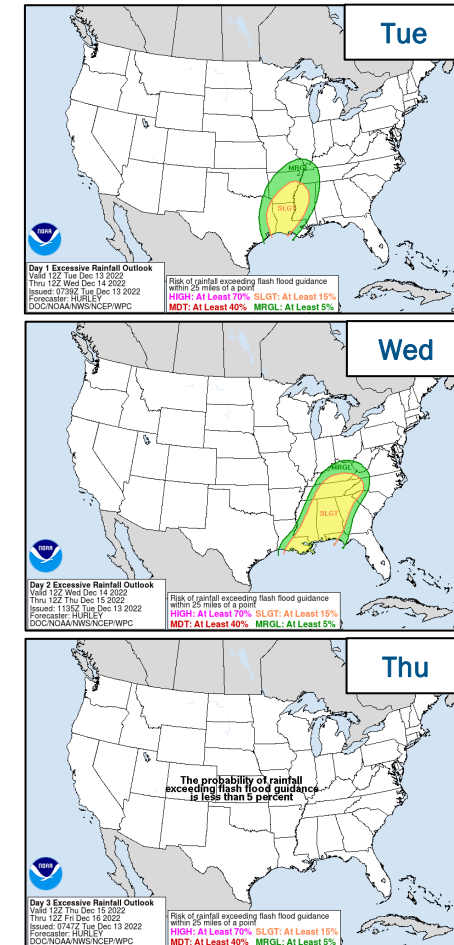 Tue
MRGL
SLGT
NOAA
Day 1 Excessive Rainfall Outlook
Valid 12Z Tue Dec 13 2022
Thru 12Z Wed Dec 14 2022
Issued: 0739Z Tue Dec 13 2022
Forecaster: HURLEY
DOC/NOAA/NWS/NCEP/WPC
Risk of rainfall exceeding flash flood guidance
within 25 miles of a point
HIGH: At Least 70% SLGT: At Least 15%
MDT: At Least 40% MRGL: At Least 5%
Wed
MRGL
SLGT
NOAA
Day 2 Excessive Rainfall Outlook
Valid 12Z Wed Dec 14 2022
Thru 12Z Thu Dec 15 2022
Issued: 1135Z Tue Dec 13 2022
Forecaster: HURLEY
DOC/NOAA/NWS/NCEP/WPC
Risk of rainfall exceeding flash flood guidance
within 25 miles of a point
HIGH: At Least 70% SLGT: At Least 15%
MDT: At Least 40% MRGL: At Least 5%
Thu
The probability of rainfall
exceeding flash flood guidance
is less than 5 percent
NOAA
Day 3 Excessive Rainfall Outlook
Valid 12Z Thu Dec 15 2022
Thru 12Z Fri Dec 16 2022
Issued: 0747Z Tue Dec 13 2022
Forecaster: HURLEY
DOC/NOAA/NWS/NCEP/WPC
Risk of rainfall exceeding flash flood guidance
within 25 miles of a point
HIGH: At Least 70% SLGT: At Least 15%
MDT: At Least 40% MRGL: At Least 5%